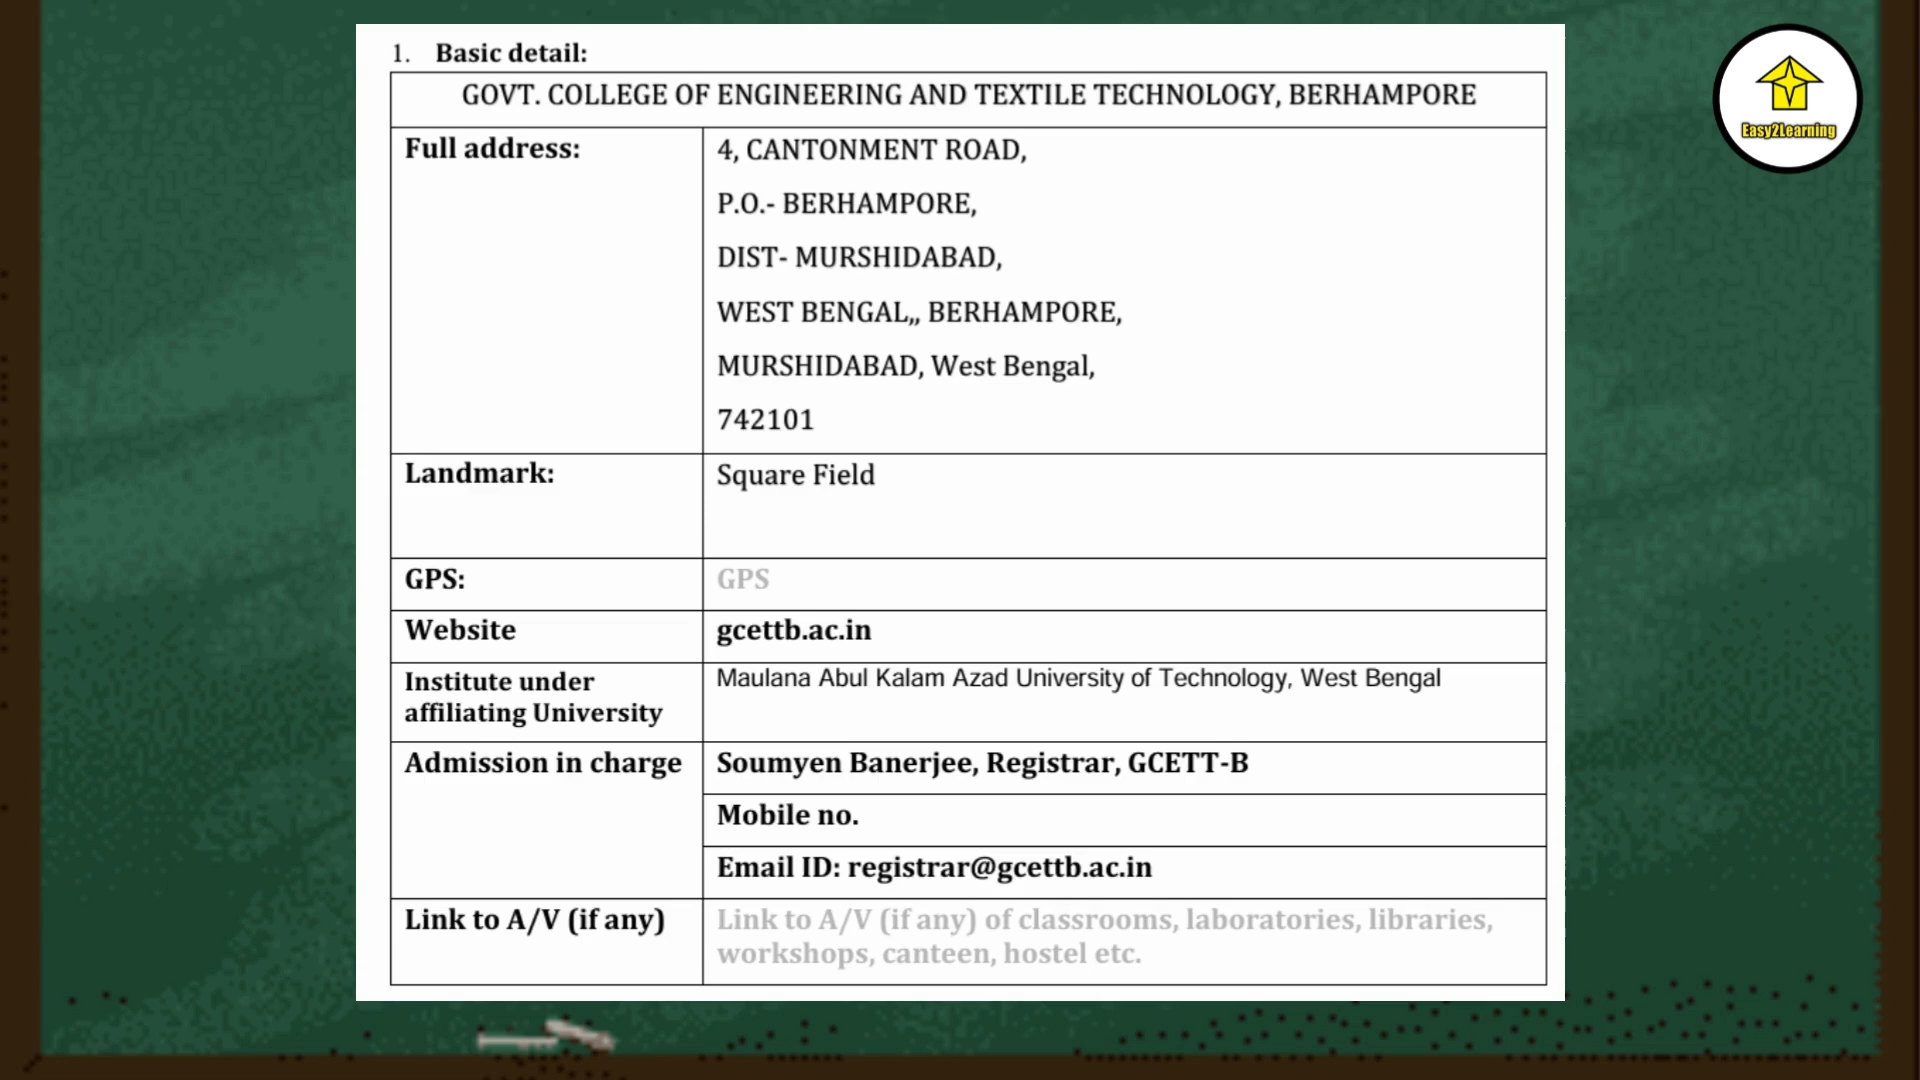 1. Basic detail:
GOVT. COLLEGE OF ENGINEERING AND TEXTILE TECHNOLOGY, BERHAMPORE
Full address:
4, CANTONMENT ROAD,
P.O.- BERHAMPORE,
DIST- MURSHIDABAD,
WEST BENGAL,, BERHAMPORE,
MURSHIDABAD, West Bengal,
742101
Landmark:
Square Field
GPS:
GPS
Website
gcettb.ac.in
Institute under
affiliating University
Maulana Abul Kalam Azad University of Technology, West Bengal
Admission in charge
Soumyen Banerjee, Registrar, GCETT-B
Mobile no.
Email ID: registrar@gcettb.ac.in
Link to A/V (if any)
Link to A/V (if any) of classrooms, laboratories, libraries,
workshops, canteen, hostel etc.
Easy2Learning